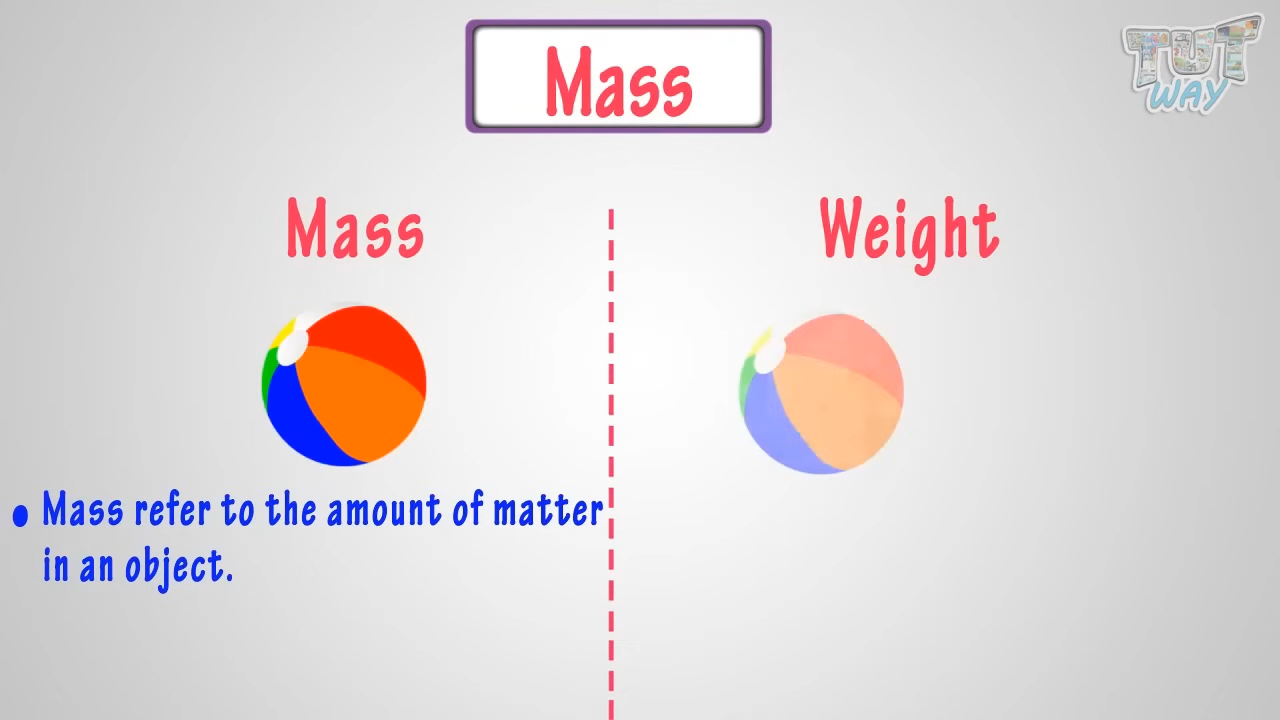 Mass
TUT
WAY
Mass
Weight
• Mass refer to the amount of matter
in an object.